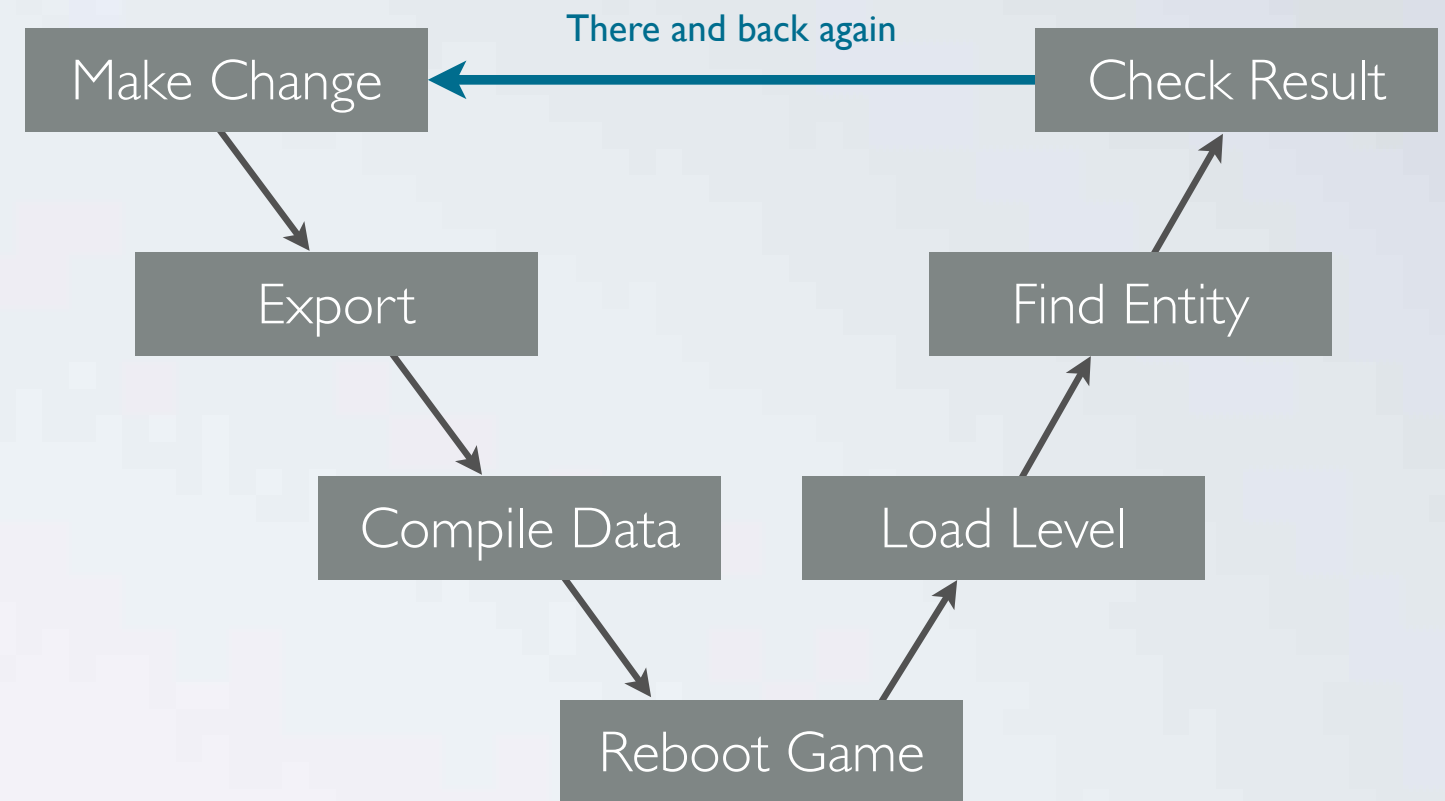 There and back again
Make Change
Check Result
Export
Find Entity
Compile Data
Load Level
Reboot Game